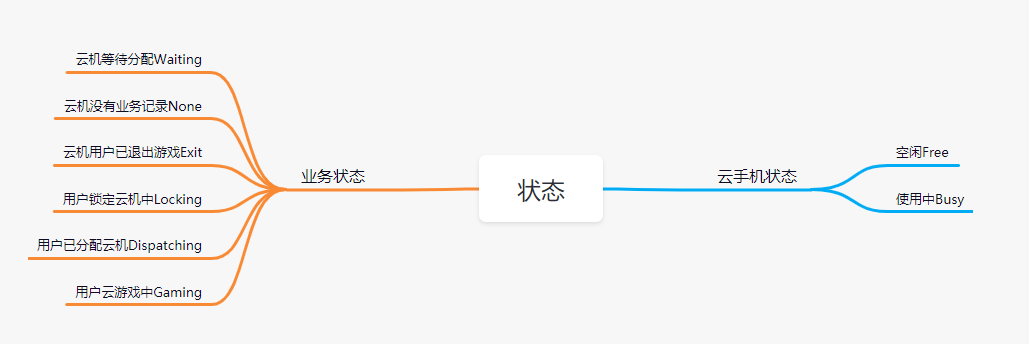 状态
业务状态
云机等待分配Waiting
云机没有业务记录None
云机用户已退出游戏Exit
用户锁定云机中Locking
用户已分配云机Dispatching
用户云游戏中Gaming
云手机状态
空闲Free
使用中Busy